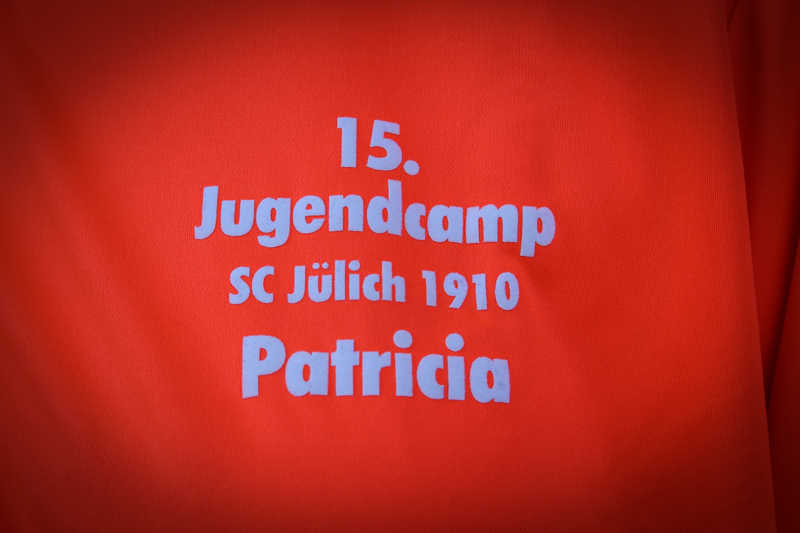 15.
Jugendcamp
SC Jülich 1910
Patricia